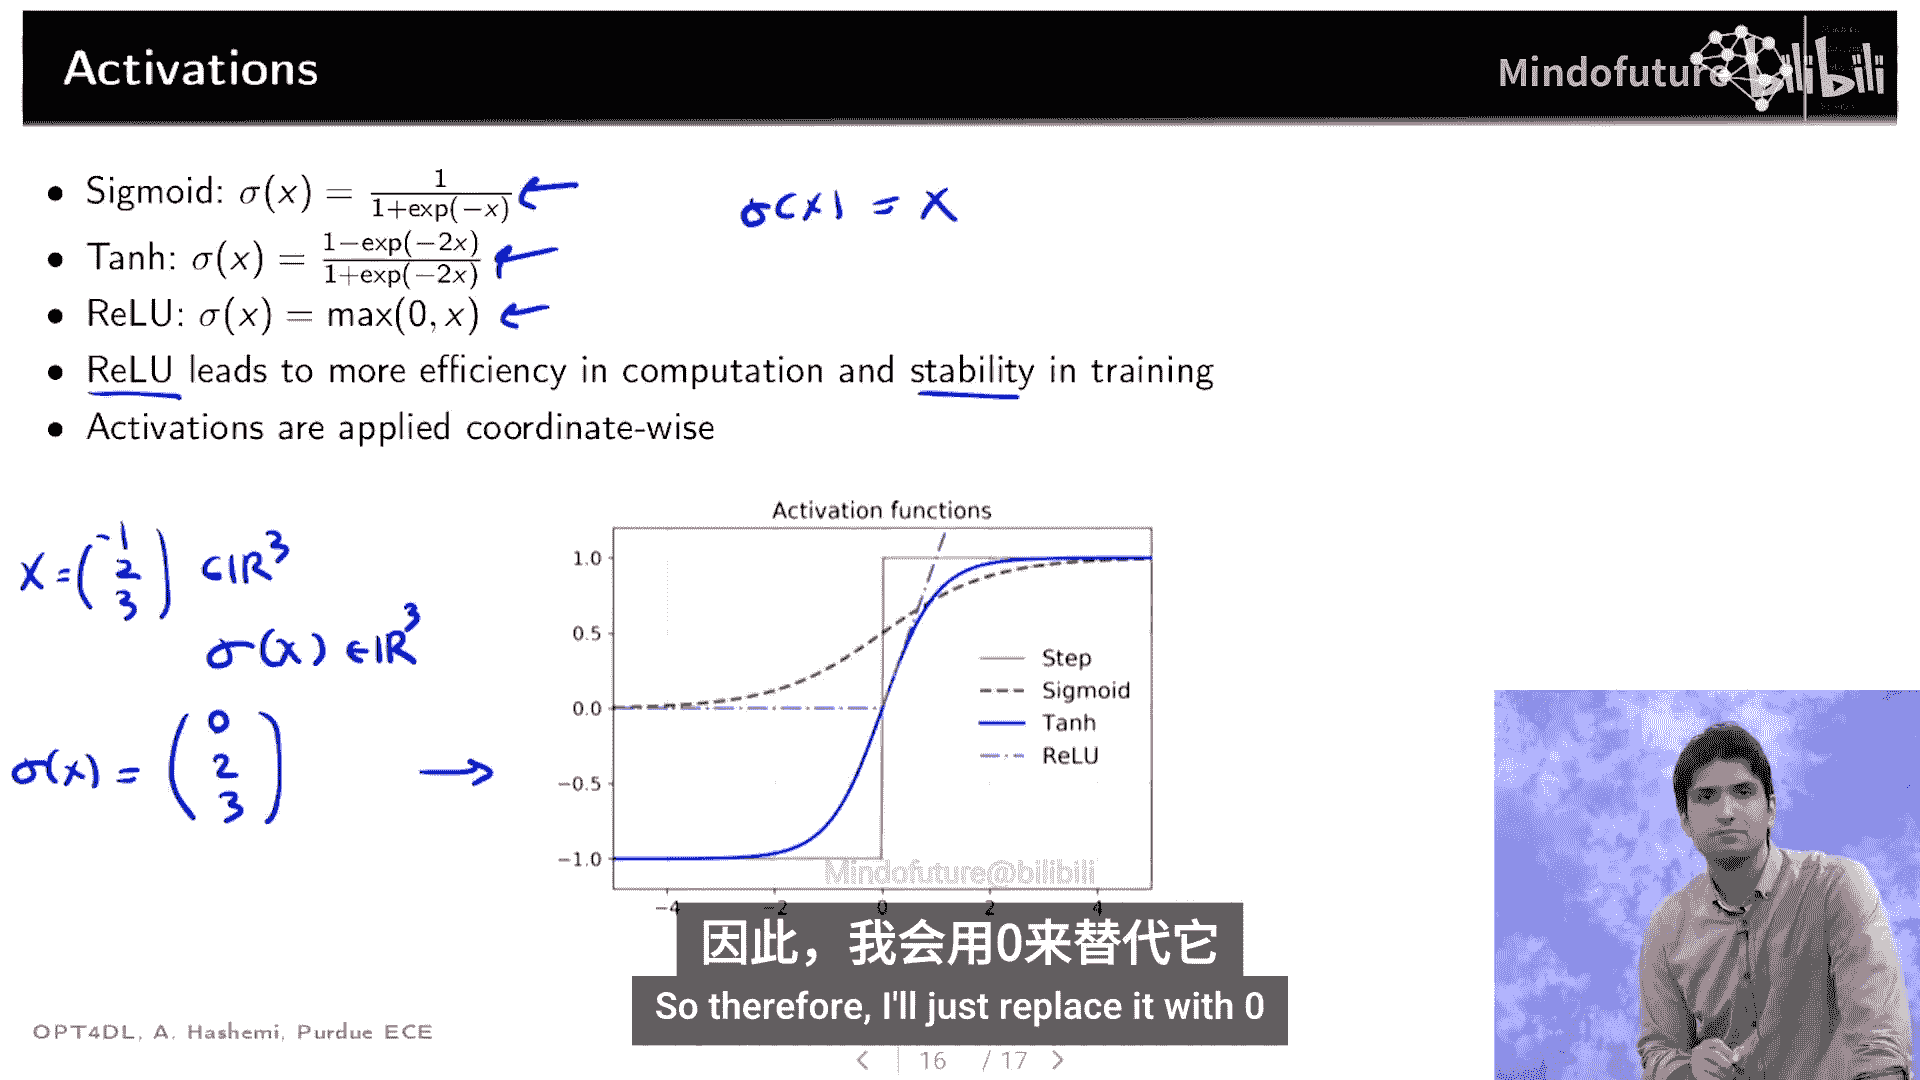 Activations
Mindofuture bilibili
• Sigmoid: σ(x) = 1/(1+exp(−x)) ←
σ(x) = x
• Tanh: σ(x) = (1−exp(−2x))/(1+exp(−2x)) ←
• ReLU: σ(x) = max(0, x) ←
• ReLU leads to more efficiency in computation and stability in training
• Activations are applied coordinate-wise
x = (-1 2 3) ∈ ℝ³
σ(x) ∈ ℝ³
σ(x) = (0 2 3) →
Activation functions
1.0
0.5
0.0
−0.5
−1.0
Step
Sigmoid
Tanh
ReLU
Mindofuture@bilibili
−4 −2 0 2 4
因此，我会用0来替代它
So therefore, I'll just replace it with 0
OPT4DL, A. Hashemi, Purdue ECE
< 16 / 17 >